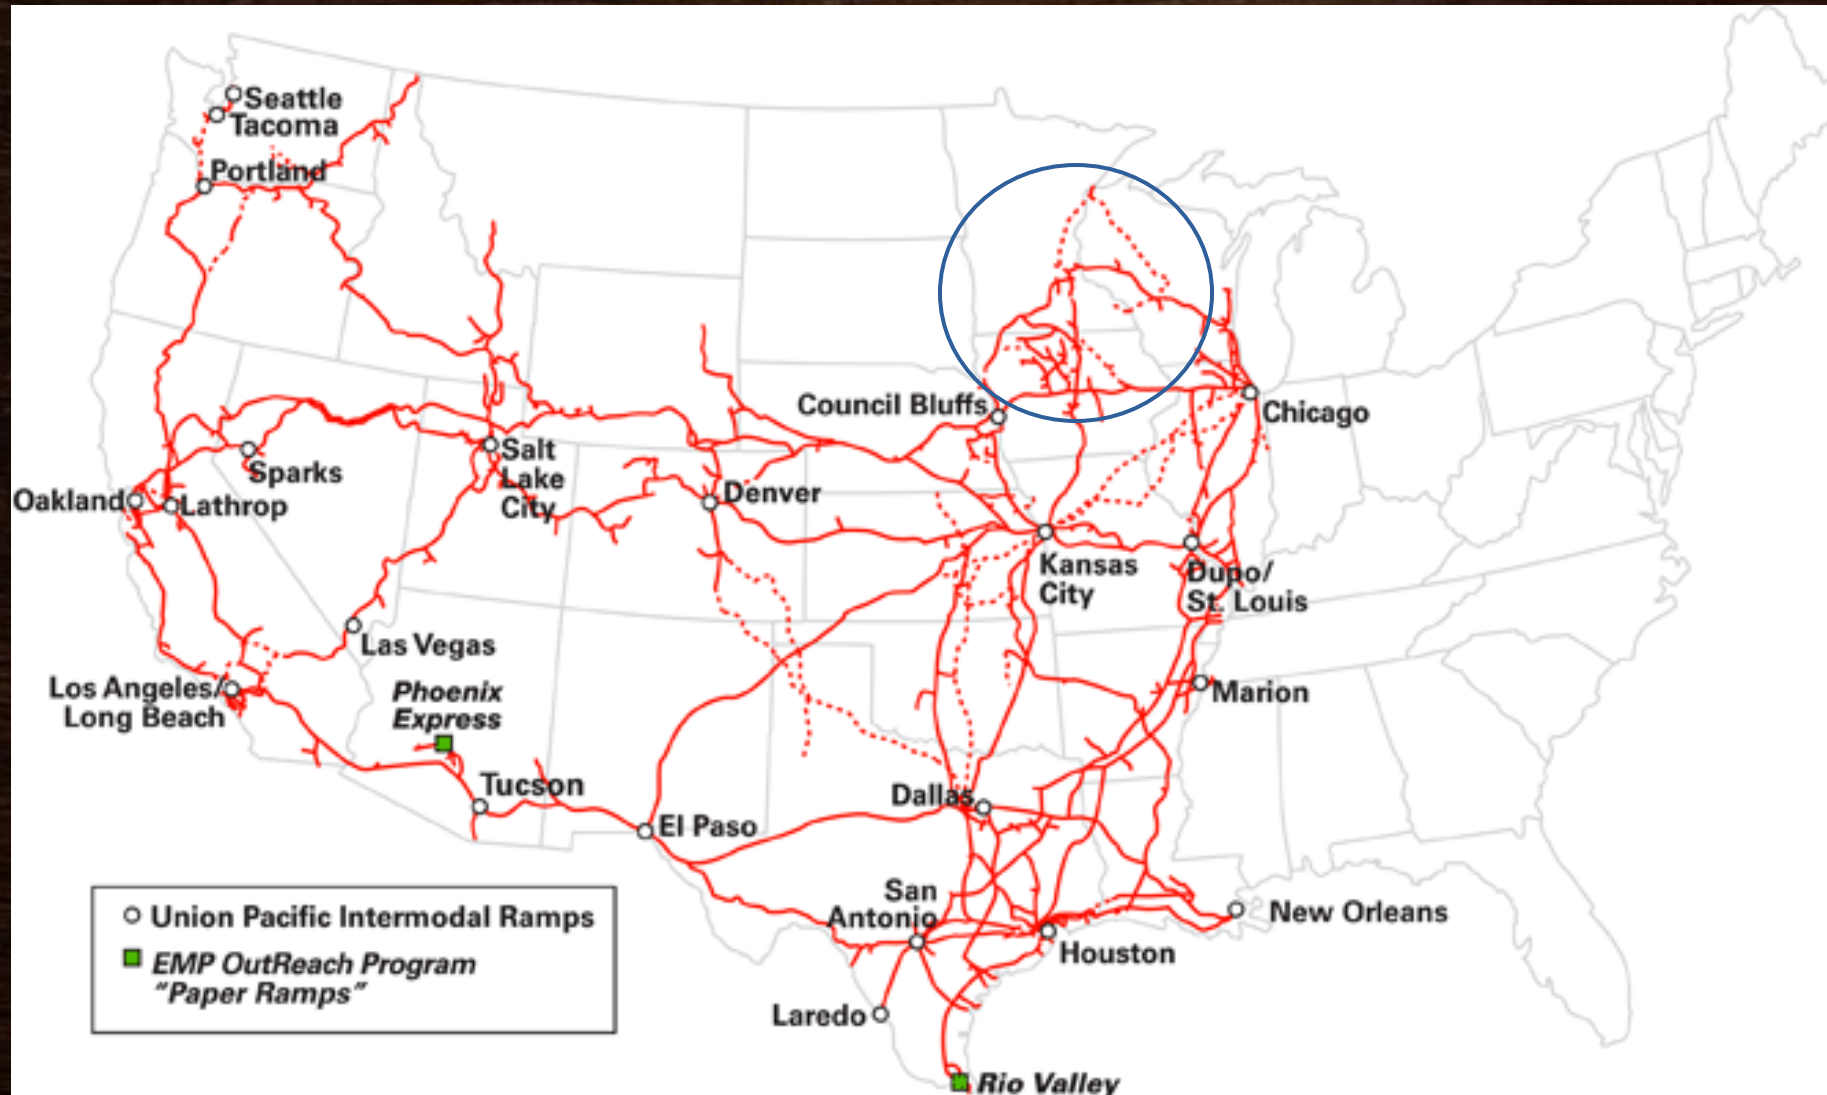 Seattle
Tacoma
Portland
Council Bluffs
Chicago
Salt
Lake
City
Sparks
Oakland
Lathrop
Denver
Kansas
City
Dupo/
St. Louis
Las Vegas
Los Angeles/
Long Beach
Phoenix
Express
Marion
Tucson
Dallas
El Paso
San
Antonio
New Orleans
Houston
Laredo
Rio Valley
Union Pacific Intermodal Ramps
EMP OutReach Program
“Paper Ramps”